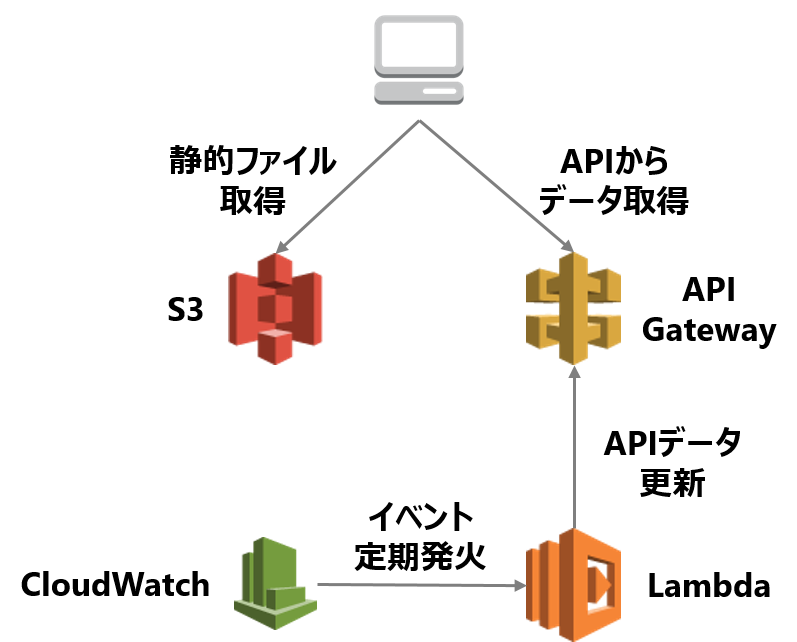 静的ファイル
取得
APIから
データ取得
S3
API
Gateway
APIデータ
更新
イベント
定期発火
CloudWatch
Lambda